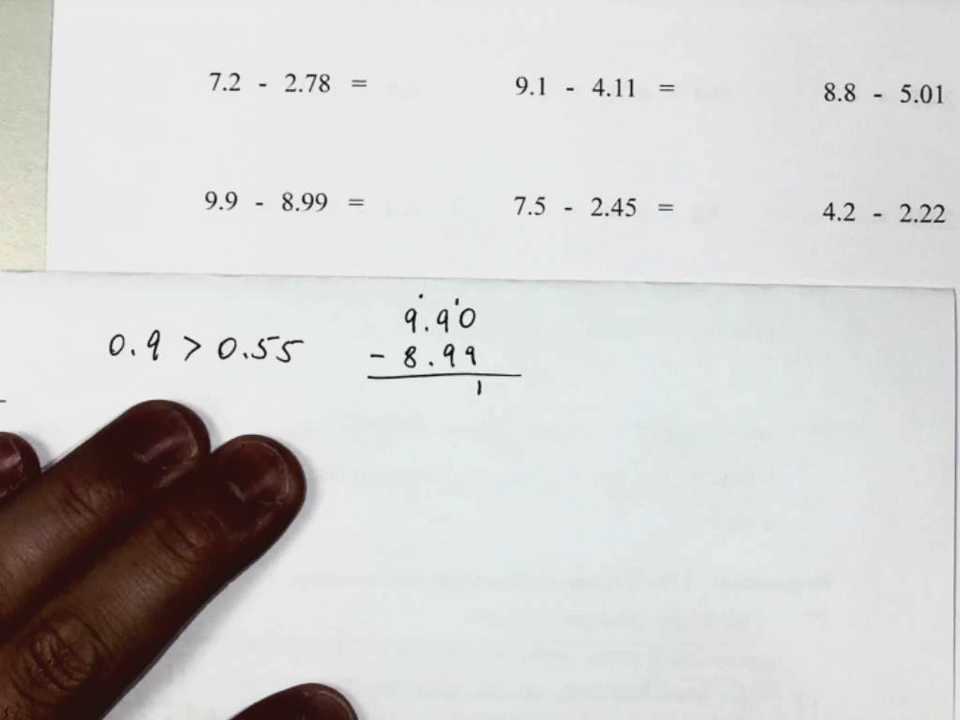 7.2 - 2.78 = 9.1 - 4.11 = 8.8 - 5.01
9.9 - 8.99 = 7.5 - 2.45 = 4.2 - 2.22
0.9 > 0.55
9.90
- 8.99
1